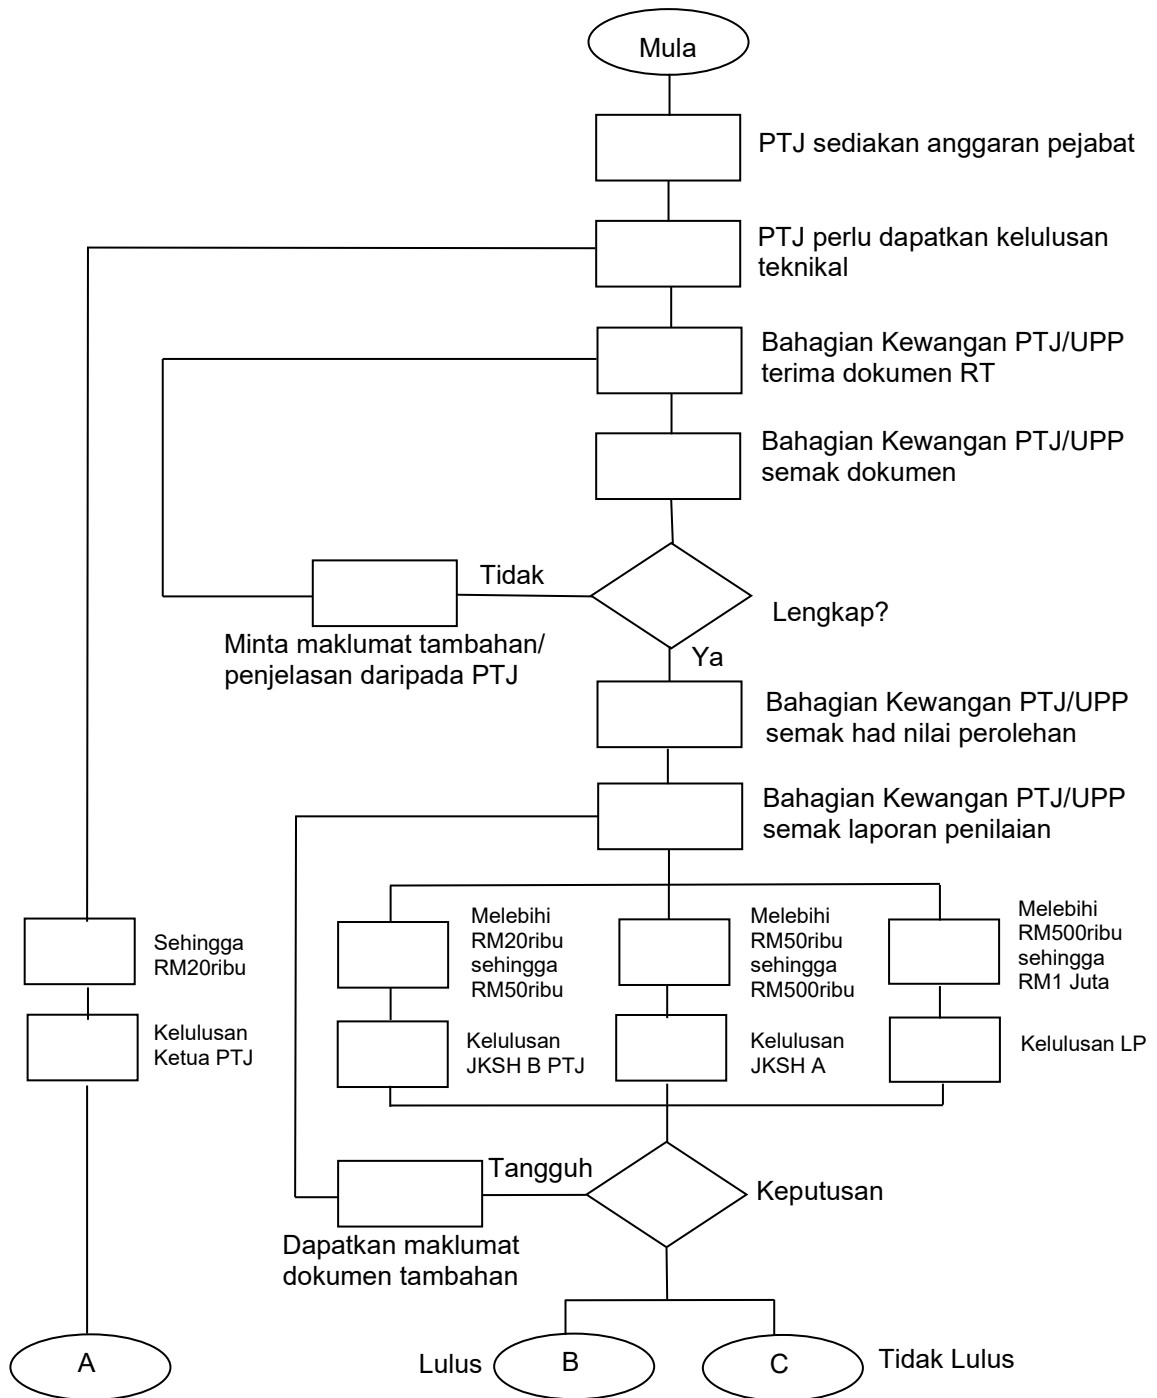 Mula
PTJ sediakan anggaran pejabat
PTJ perlu dapatkan kelulusan
teknikal
Bahagian Kewangan PTJ/UPP
terima dokumen RT
Bahagian Kewangan PTJ/UPP
semak dokumen
Tidak
Lengkap?
Minta maklumat tambahan/
penjelasan daripada PTJ
Ya
Bahagian Kewangan PTJ/UPP
semak had nilai perolehan
Bahagian Kewangan PTJ/UPP
semak laporan penilaian
Sehingga
RM20ribu
Melebihi
RM20ribu
sehingga
RM50ribu
Melebihi
RM50ribu
sehingga
RM500ribu
Melebihi
RM500ribu
sehingga
RM1 Juta
Kelulusan
Ketua PTJ
Kelulusan
JKSH B PTJ
Kelulusan
JKSH A
Kelulusan LP
Tangguh
Keputusan
Dapatkan maklumat
dokumen tambahan
A
Lulus
B
C
Tidak Lulus